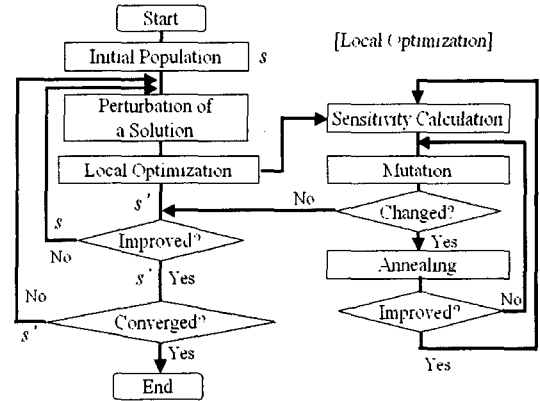 Start
Initial Population
s
Perturbation of
a Solution
Local Optimization
s'
s
Improved?
No
s'
Yes
No
s'
Converged?
Yes
End
[Local Optimization]
Sensitivity Calculation
Mutation
No
Changed?
Yes
Annealing
Improved?
No
Yes